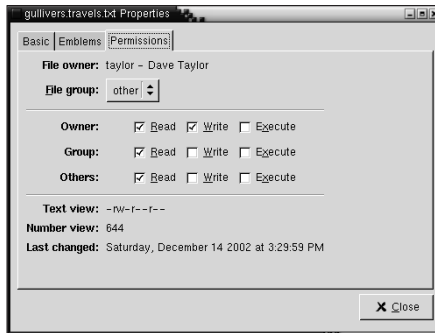 gullivers.travels.txt Properties
Basic Emblems Permissions
File owner: taylor - Dave Taylor
File group: other
Owner: Read Write Execute
Group: Read Write Execute
Others: Read Write Execute
Text view: -rw-r--r--
Number view: 644
Last changed: Saturday, December 14 2002 at 3:29:59 PM
Close